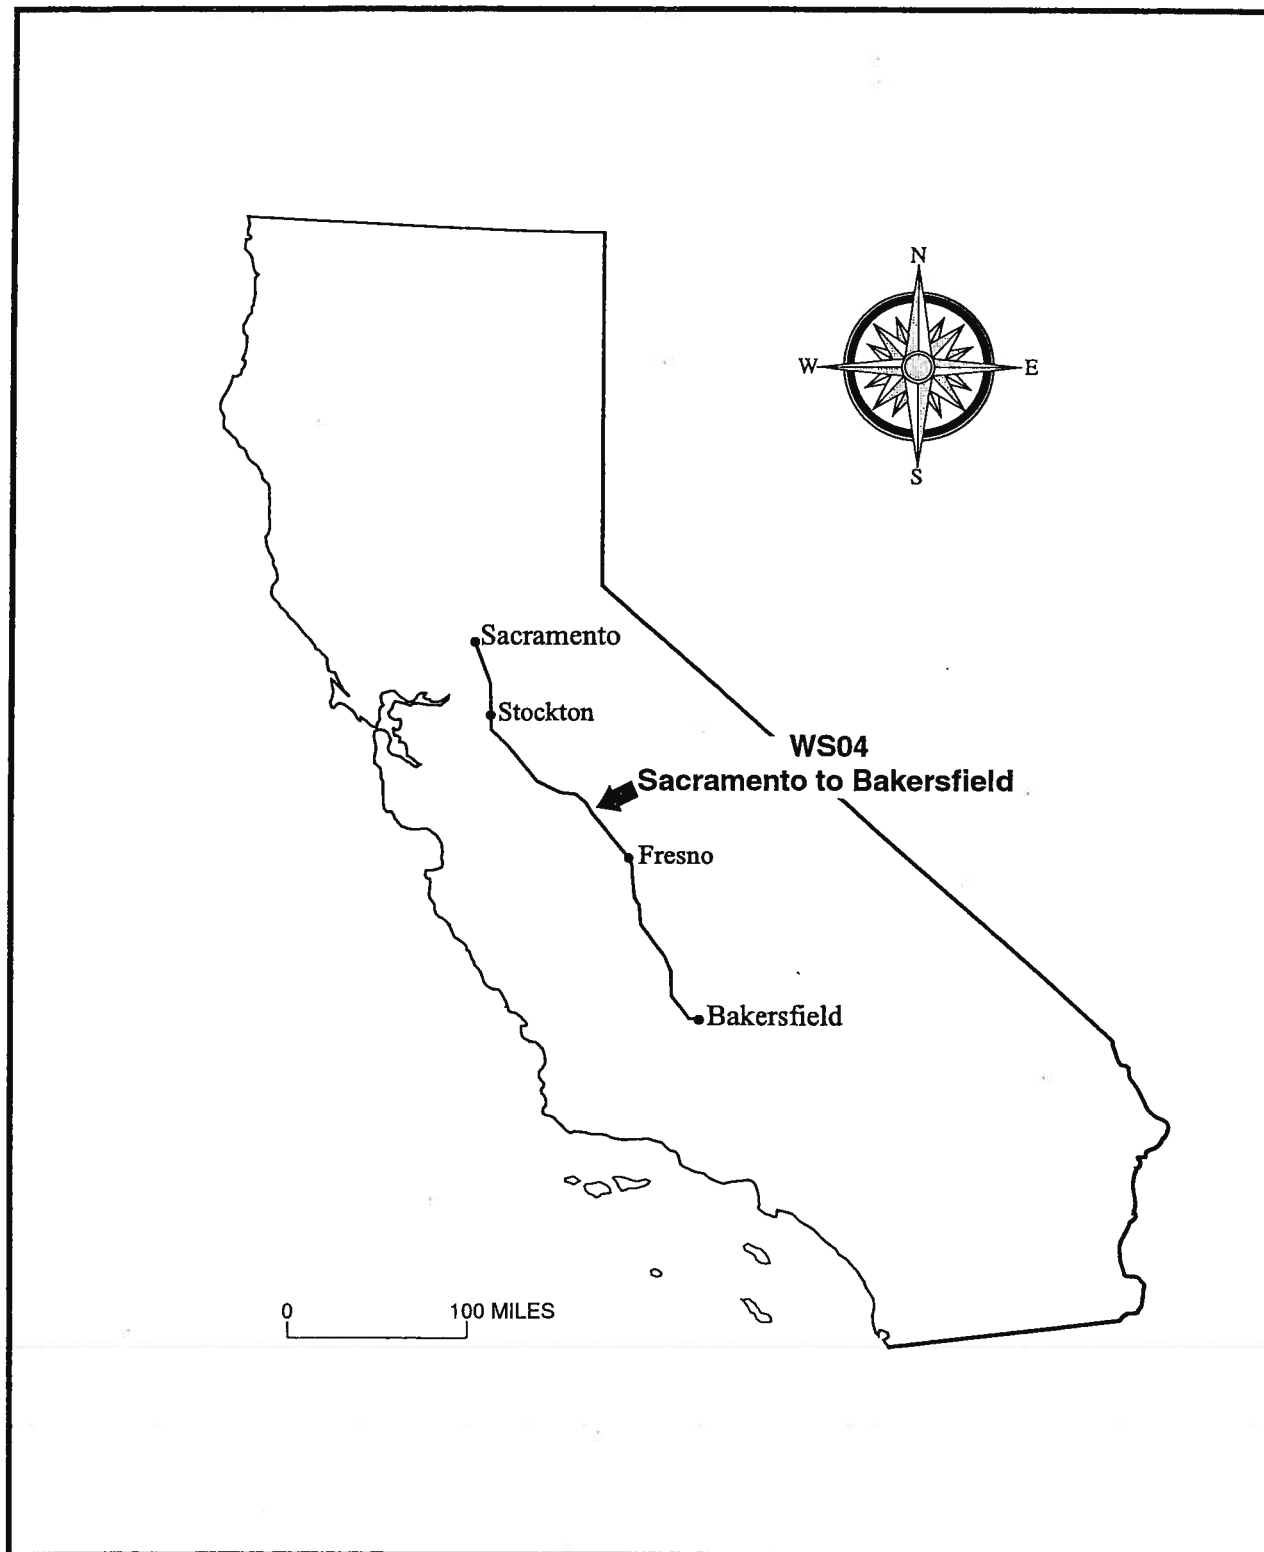 N
W E
S
Sacramento
Stockton
WS04
Sacramento to Bakersfield
Fresno
Bakersfield
0 100 MILES